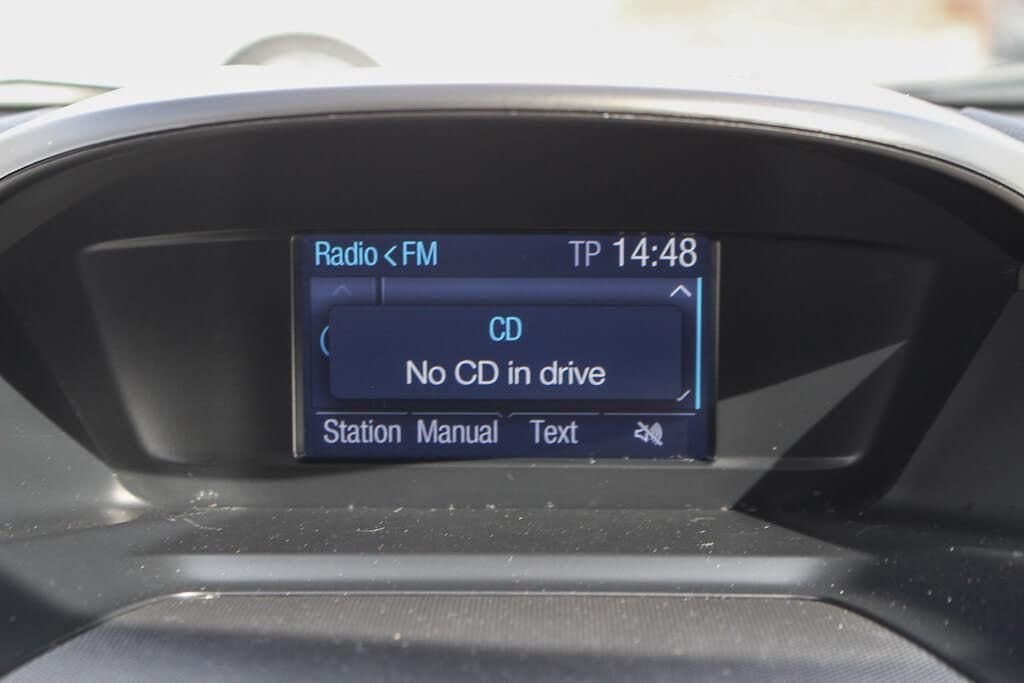 Radio < FM TP 14:48
CD
No CD in drive
Station Manual Text